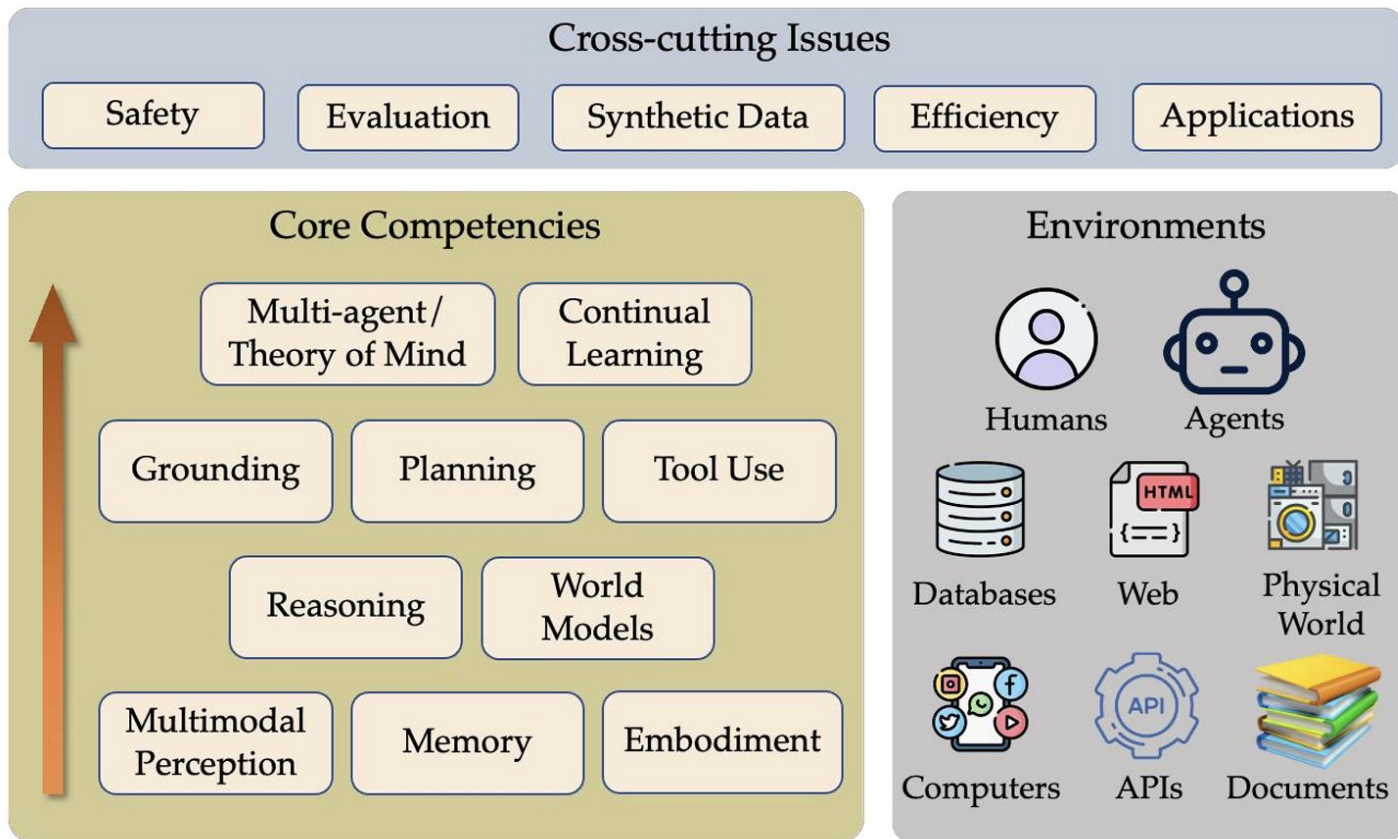 Cross-cutting Issues
Safety
Evaluation
Synthetic Data
Efficiency
Applications
Core Competencies
Multi-agent/
Theory of Mind
Continual
Learning
Grounding
Planning
Tool Use
Reasoning
World
Models
Multimodal
Perception
Memory
Embodiment
Environments
Humans
Agents
HTML
{==}
Databases
Web
Physical
World
API
Computers
APIs
Documents